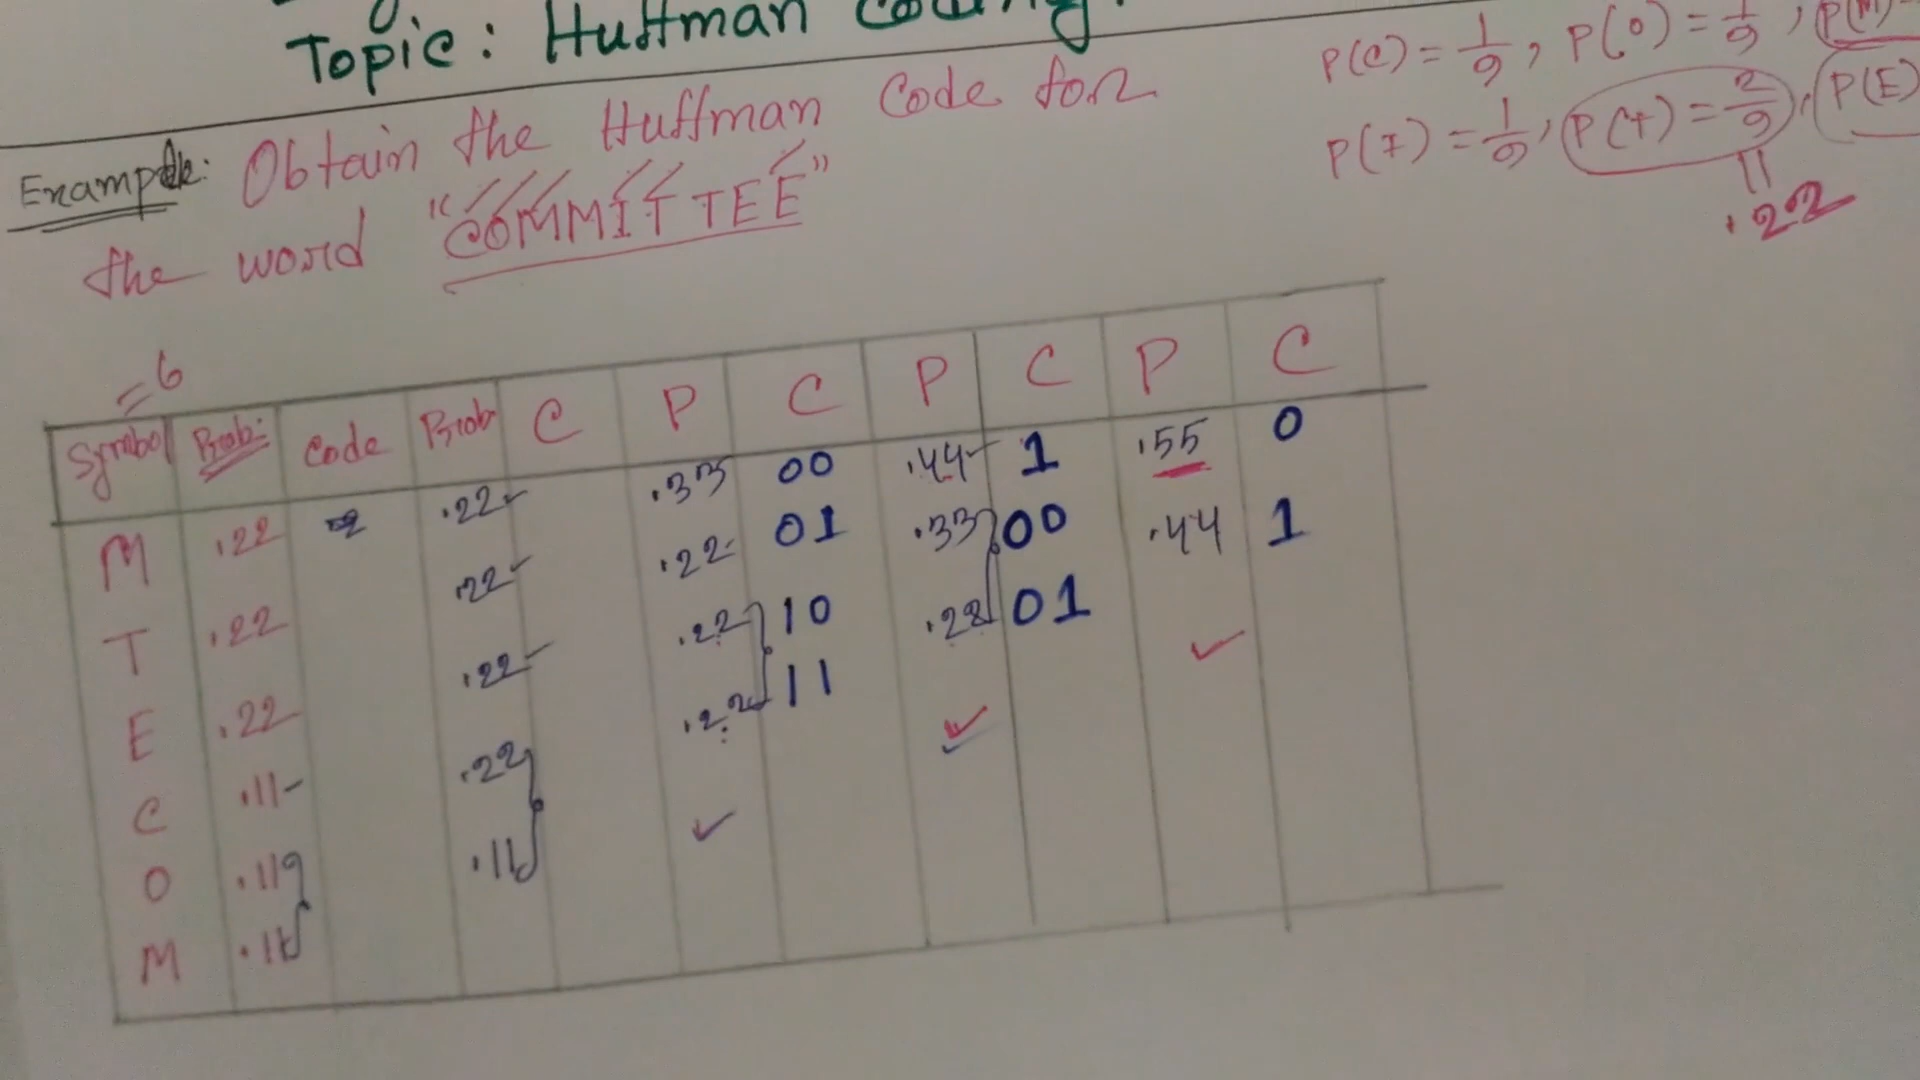 Topic: Huffman Coding.
P(C) = 1/9, P(O) = 1/9, P(M)
P(I) = 1/9, P(T) = 2/9, P(E)
.22
Example: Obtain the Huffman Code for
the word "COMMITTEE"
=6
Symbol Prob: Code Prob C P C P C P C
M .22 .22 .33 00 .44 1 .55 0
T .22 .22 .22 01 .33 00 .44 1
E .22 .22 .22 10 .22 01
C .11 .22 .22 11
O .11 .11
M .11